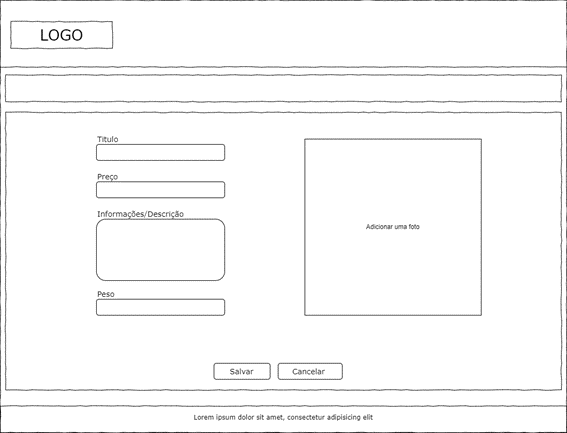 LOGO
Titulo
Preço
Informações/Descrição
Adicionar uma foto
Peso
Salvar
Cancelar
Lorem ipsum dolor sit amet, consectetur adipisicing elit